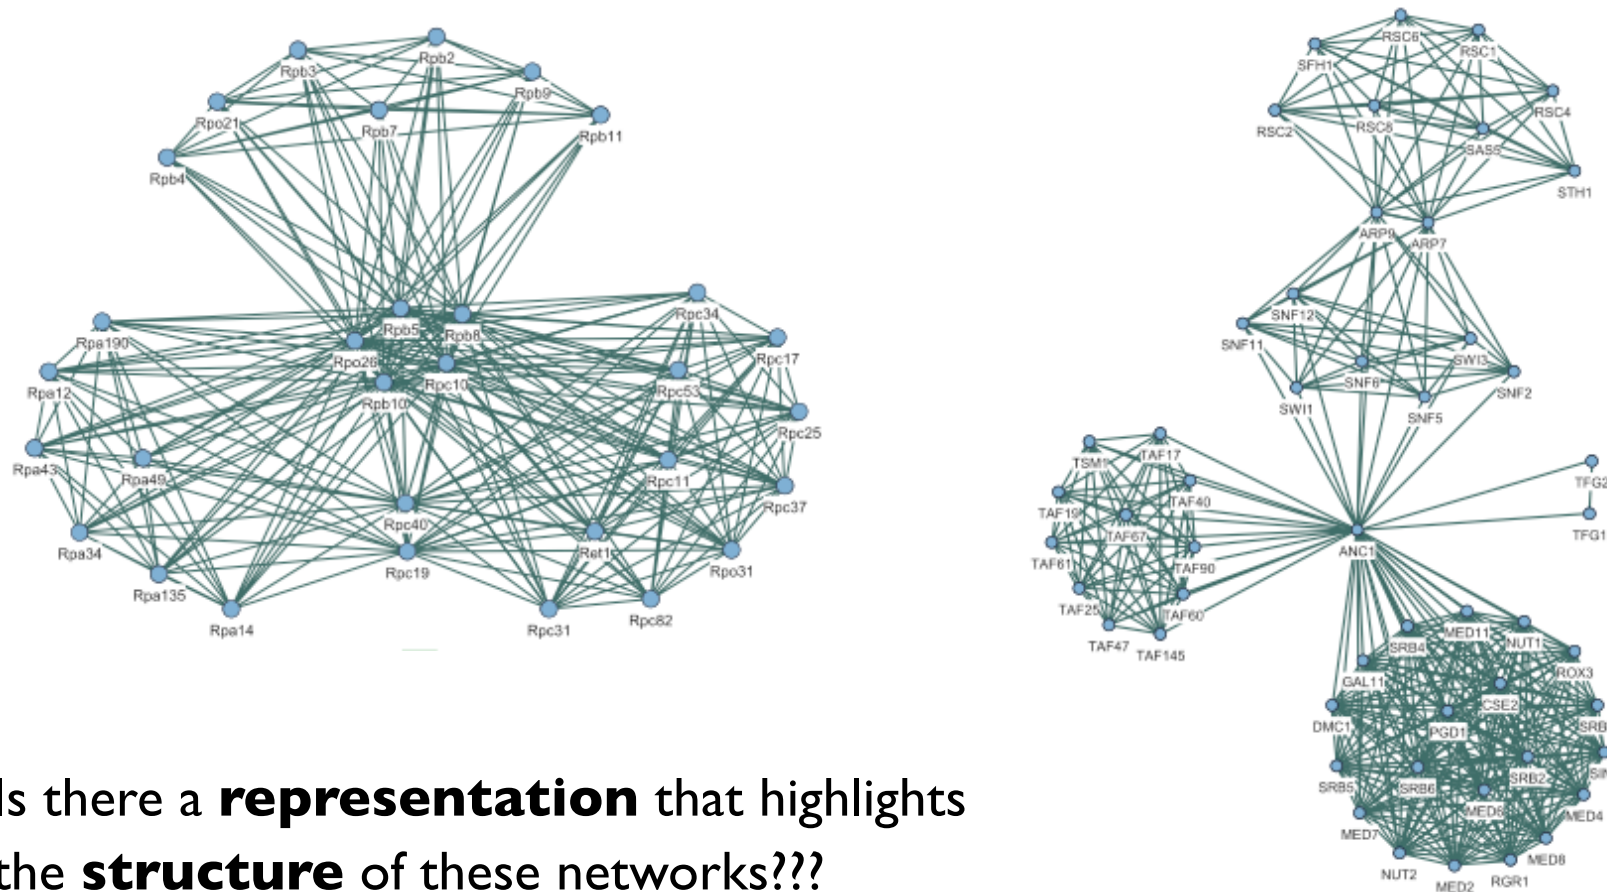 Rpb2
Rpb3
Rpb9
Rpo21
Rpb7
Rpb11
Rpb4
Rpb5
Rpb8
Rpc34
Rpa190
Rpo26
Rpc10
Rpc17
Rpa12
Rpb10
Rpc53
Rpc25
Rpa43
Rpa49
Rpc11
Rpc37
Rpc40
Rpa34
Rpc19
Ret1
Rpo31
Rpa135
Rpa14
Rpc31
Rpc82
RSC6
RSC1
SFH1
RSC4
RSC2
RSC8
SAS5
STH1
ARP9
ARP7
SNF12
SNF11
SWI3
SNF6
SNF2
SWI1
SNF5
TSM1
TAF17
TAF40
TFG2
TAF19
TAF67
TFG1
TAF61
TAF90
ANC1
TAF25
TAF60
TAF47
TAF145
MED11
SRB4
NUT1
GAL11
ROX3
CSE2
DMC1
PGD1
SRB
SRB5
SRB6
SRB2
SIN
MED6
MED4
MED7
MED8
NUT2
MED2
RGR1
Is there a representation that highlights
the structure of these networks???